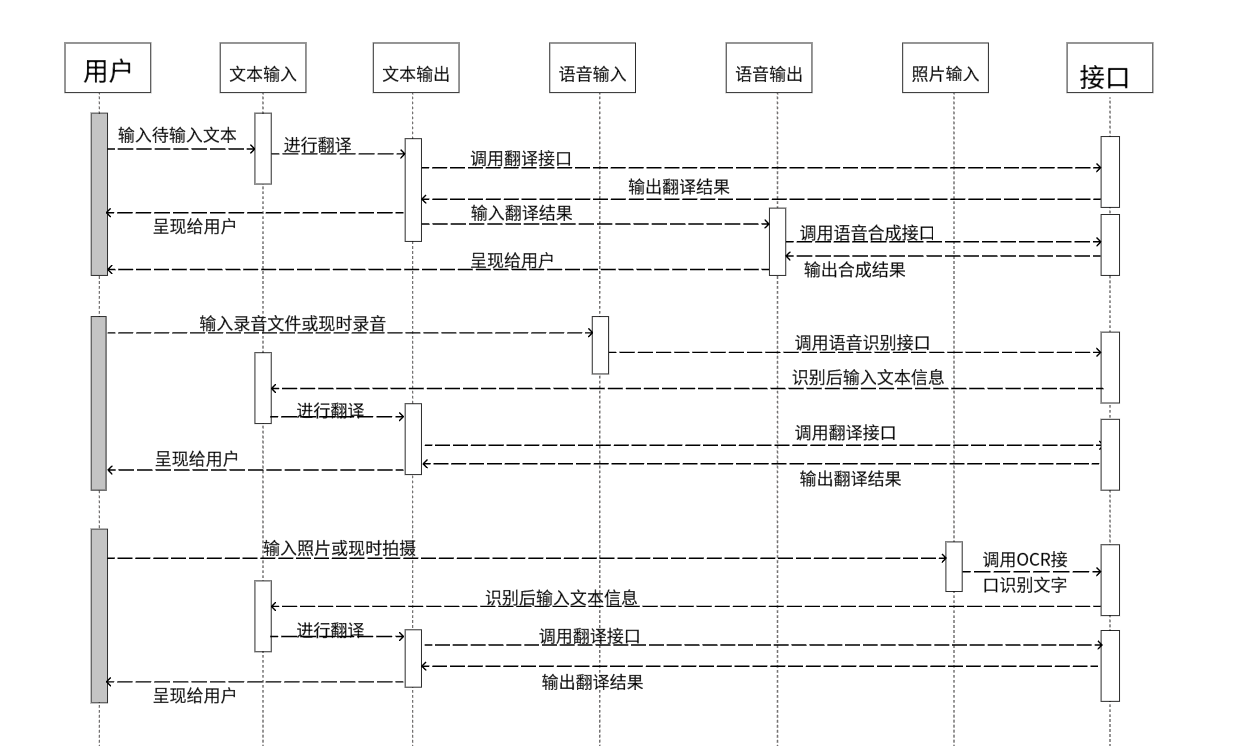 用户
文本输入
文本输出
语音输入
语音输出
照片输入
接口
输入待输入文本
进行翻译
调用翻译接口
输出翻译结果
呈现给用户
输入翻译结果
调用语音合成接口
呈现给用户
输出合成结果
输入录音文件或现时录音
调用语音识别接口
识别后输入文本信息
进行翻译
调用翻译接口
呈现给用户
输出翻译结果
输入照片或现时拍摄
调用OCR接
口识别文字
识别后输入文本信息
进行翻译
调用翻译接口
输出翻译结果
呈现给用户